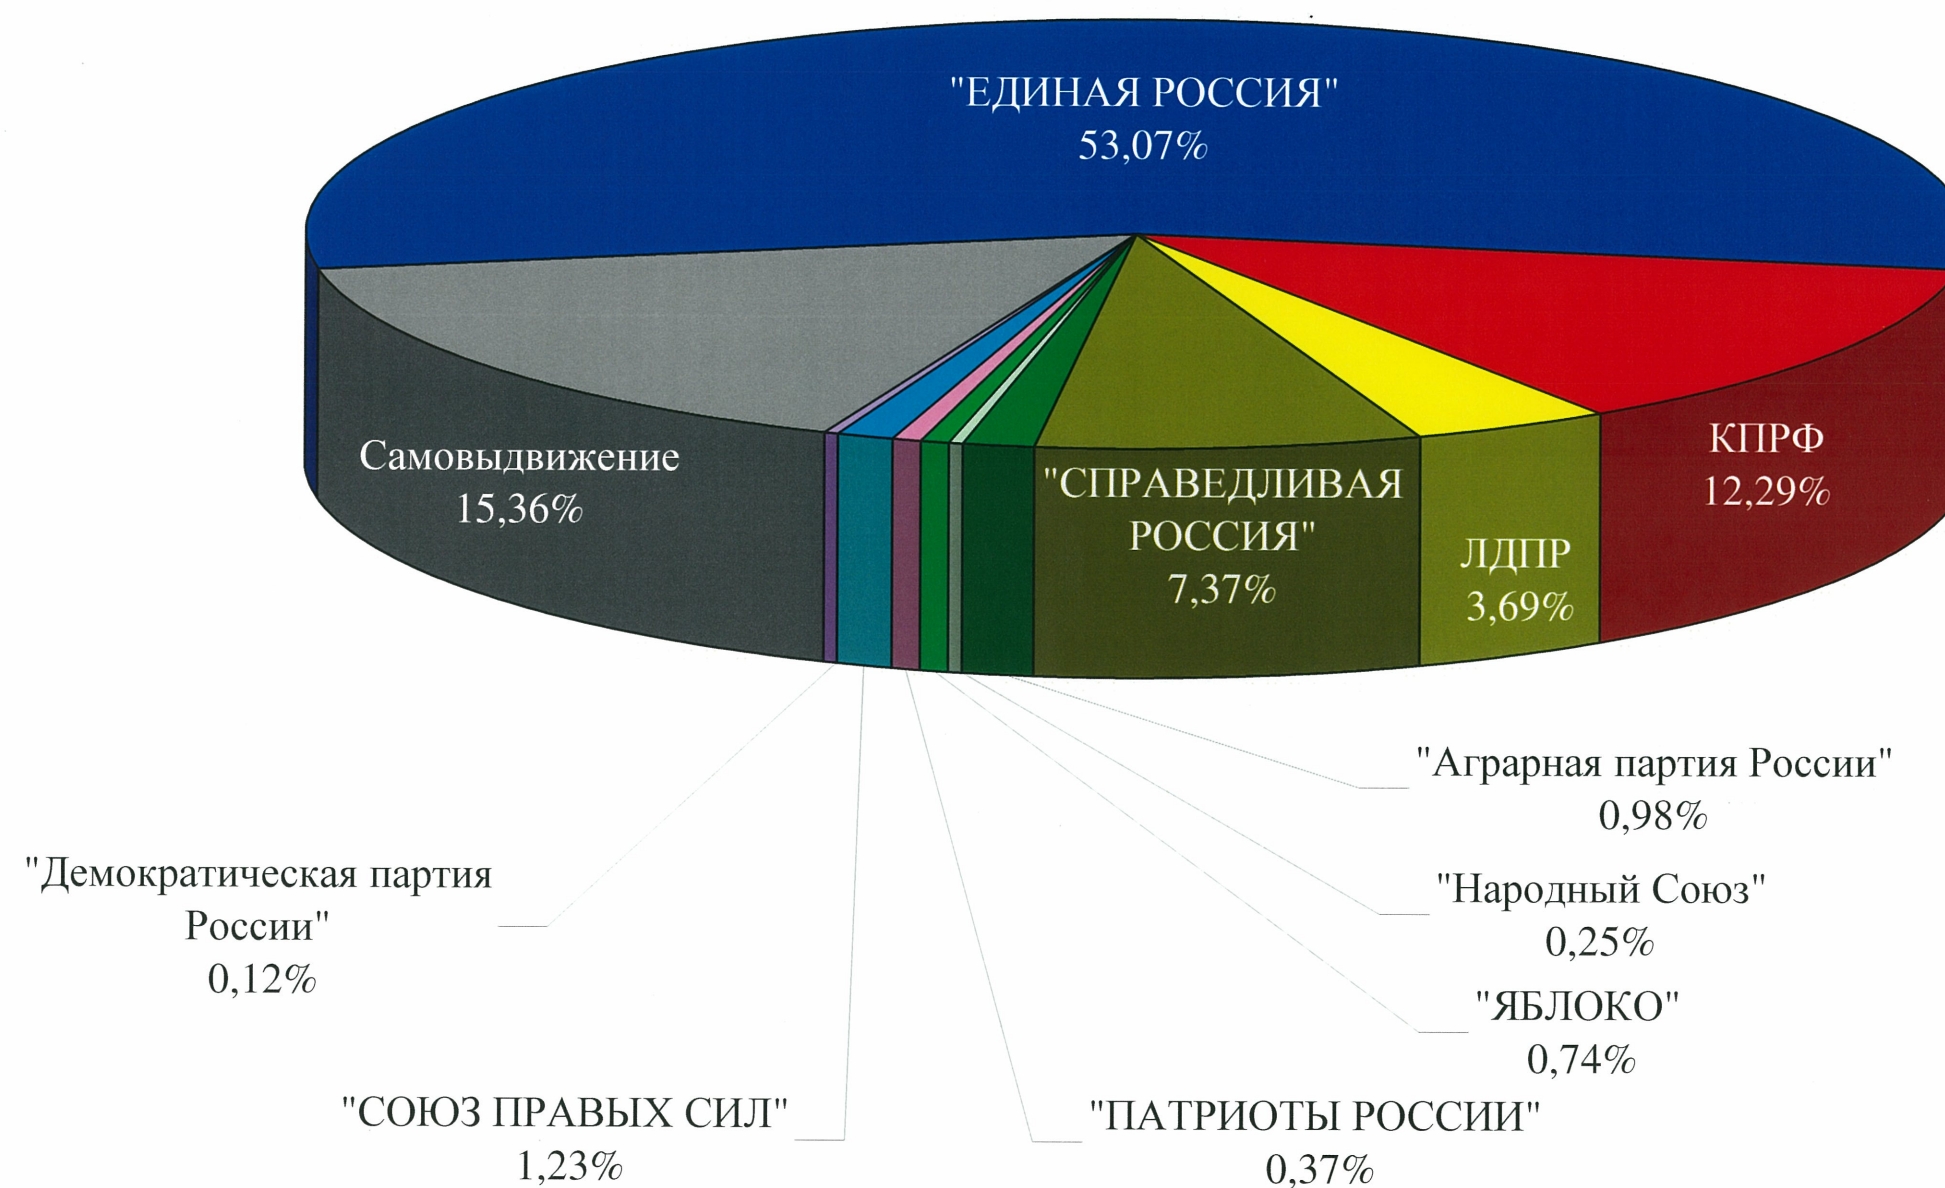 "ЕДИНАЯ РОССИЯ"
53,07%
КПРФ
12,29%
Самовыдвижение
15,36%
"СПРАВЕДЛИВАЯ
РОССИЯ"
7,37%
ЛДПР
3,69%
"Аграрная партия России"
0,98%
"Демократическая партия
России"
0,12%
"Народный Союз"
0,25%
"ЯБЛОКО"
0,74%
"СОЮЗ ПРАВЫХ СИЛ"
1,23%
"ПАТРИОТЫ РОССИИ"
0,37%